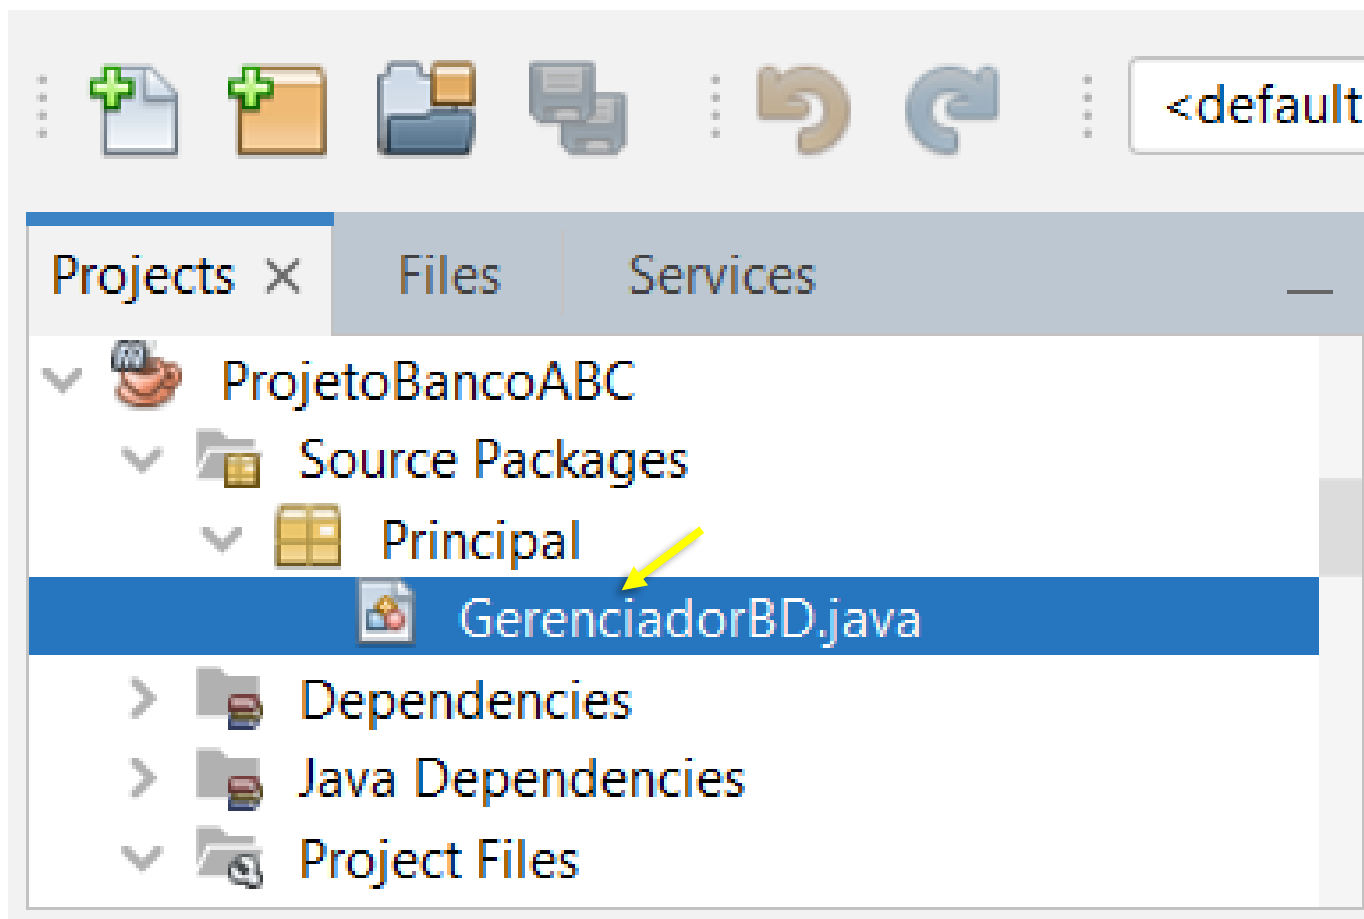 <default
Projects Files Services
ProjetoBancoABC
Source Packages
Principal
GerenciadorBD.java
Dependencies
Java Dependencies
Project Files